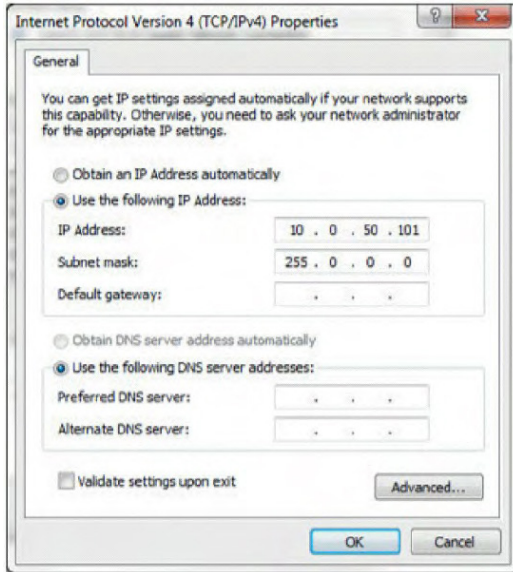 Internet Protocol Version 4 (TCP/IPv4) Properties
General
You can get IP settings assigned automatically if your network supports
this capability. Otherwise, you need to ask your network administrator
for the appropriate IP settings.
Obtain an IP Address automatically
Use the following IP Address:
IP Address: 10 . 0 . 50 . 101
Subnet mask: 255 . 0 . 0 . 0
Default gateway: . . .
Obtain DNS server address automatically
Use the following DNS server addresses:
Preferred DNS server: . . .
Alternate DNS server: . . .
Validate settings upon exit
Advanced...
OK Cancel